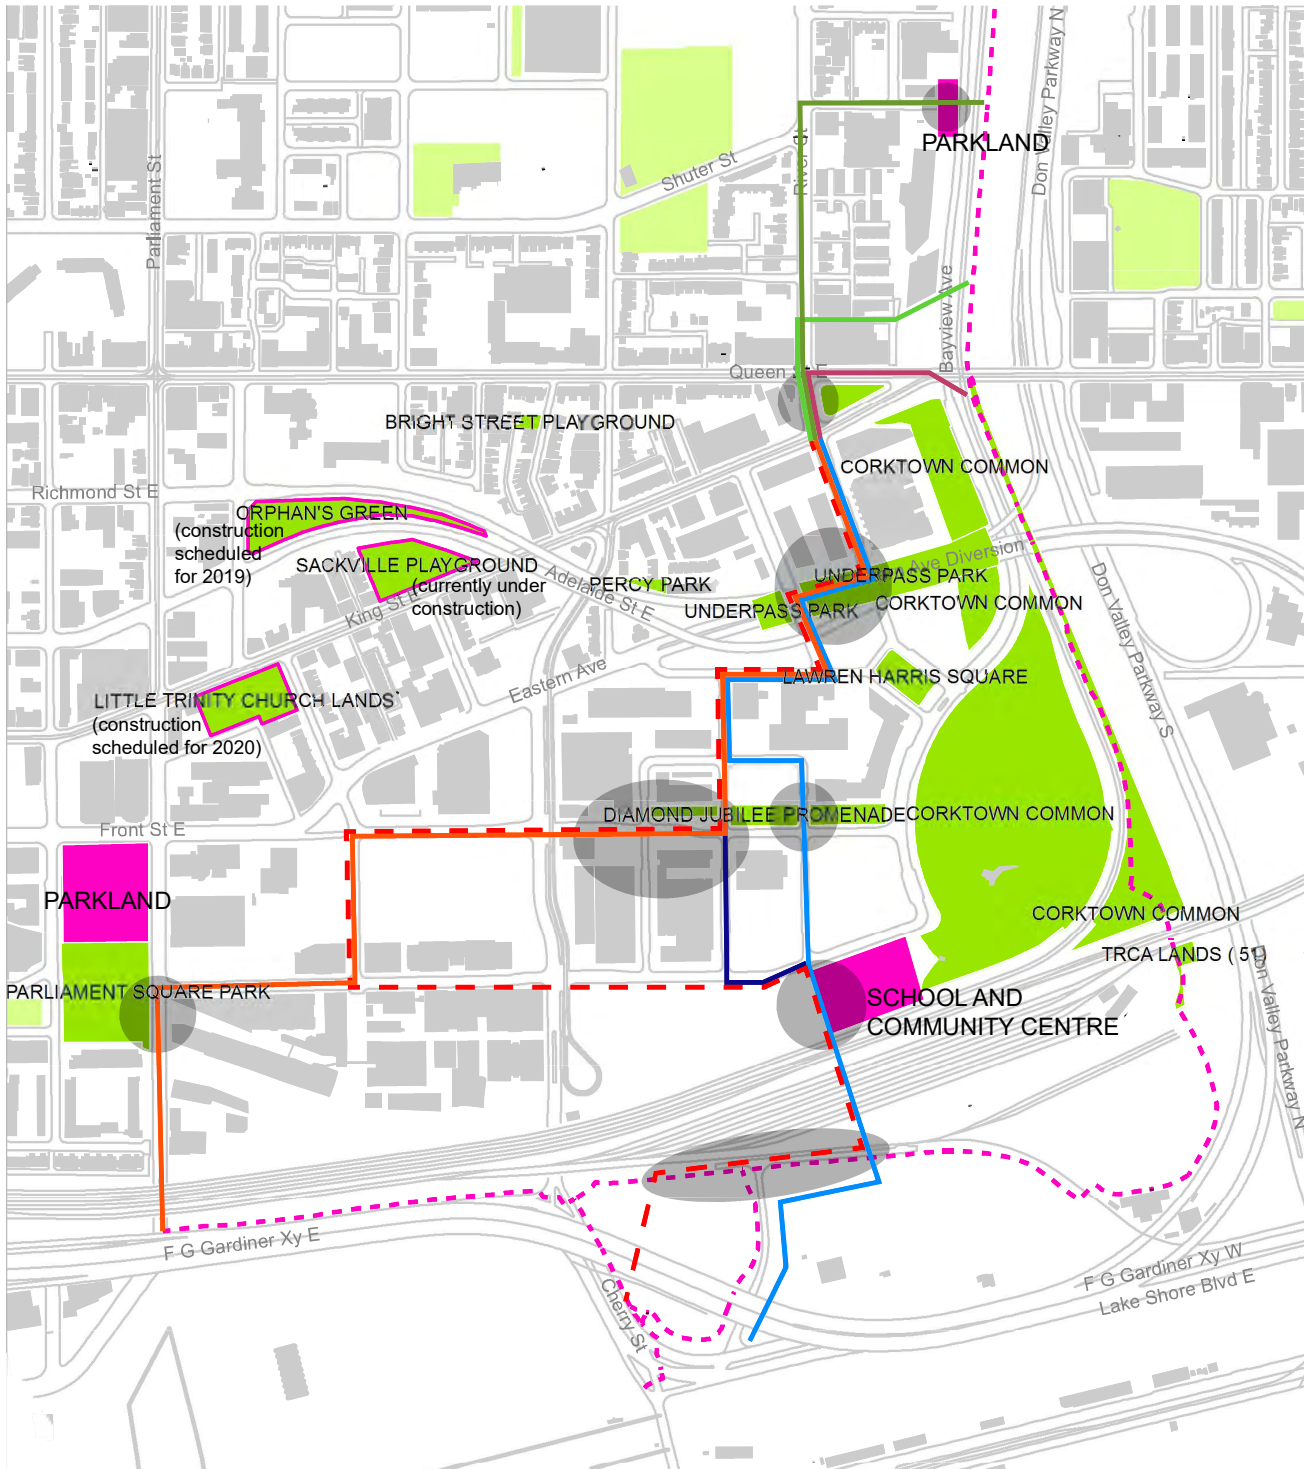 Don Valley Parkway N
PARKLAND
River St
Shuter St
Parliament St
Bayview Ave
Queen St E
BRIGHT STREET PLAYGROUND
CORKTOWN COMMON
Richmond St E
ORPHAN'S GREEN
(construction
scheduled
for 2019)
SACKVILLE PLAYGROUND
(currently under
construction)
King St E
Adelaide St E
PERCY PARK
Ave Diversion
UNDERPASS PARK
UNDERPASS PARK
CORKTOWN COMMON
Don Valley Parkway S
Eastern Ave
LAWREN HARRIS SQUARE
LITTLE TRINITY CHURCH LANDS`
(construction
scheduled for 2020)
DIAMOND JUBILEE PROMENADE
CORKTOWN COMMON
Front St E
PARKLAND
CORKTOWN COMMON
TRCA LANDS ( 51)
PARLIAMENT SQUARE PARK
SCHOOL AND
COMMUNITY CENTRE
Don Valley Parkway N
F G Gardiner Xy E
Cherry St
F G Gardiner Xy W
Lake Shore Blvd E